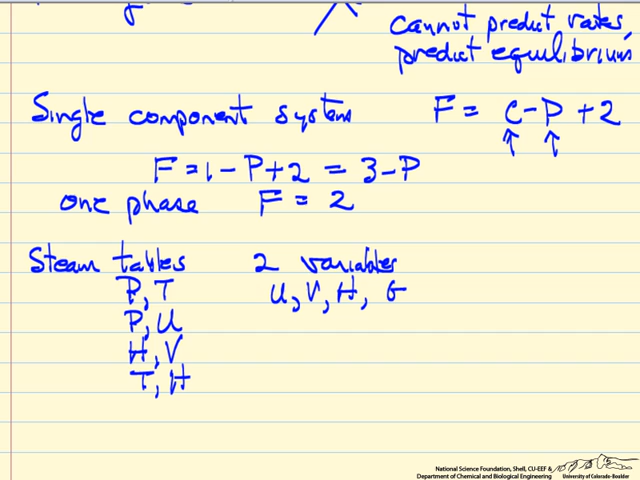 cannot predict rates,
predict equilibrium
Single component system F = C - P + 2
↑ ↑
F = 1 - P + 2 = 3 - P
one phase F = 2
Steam tables 2 variables
P, T U, V, H, G
P, U
H, V
T, H
National Science Foundation, Shell, CU-EEF &
Department of Chemical and Biological Engineering University of Colorado-Boulder